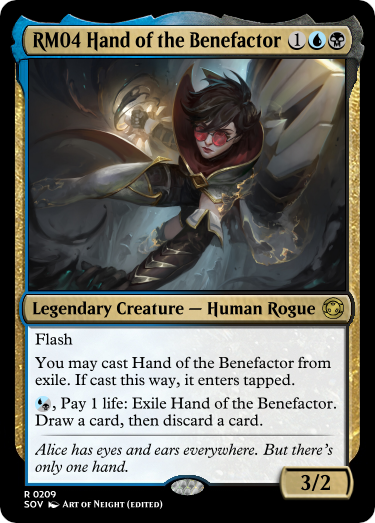 RM04 Hand of the Benefactor 1
Legendary Creature — Human Rogue
Flash
You may cast Hand of the Benefactor from
exile. If cast this way, it enters tapped.
, Pay 1 life: Exile Hand of the Benefactor.
Draw a card, then discard a card.
Alice has eyes and ears everywhere. But there's
only one hand.
3/2
R 0209
SOV Art of Neight (edited)